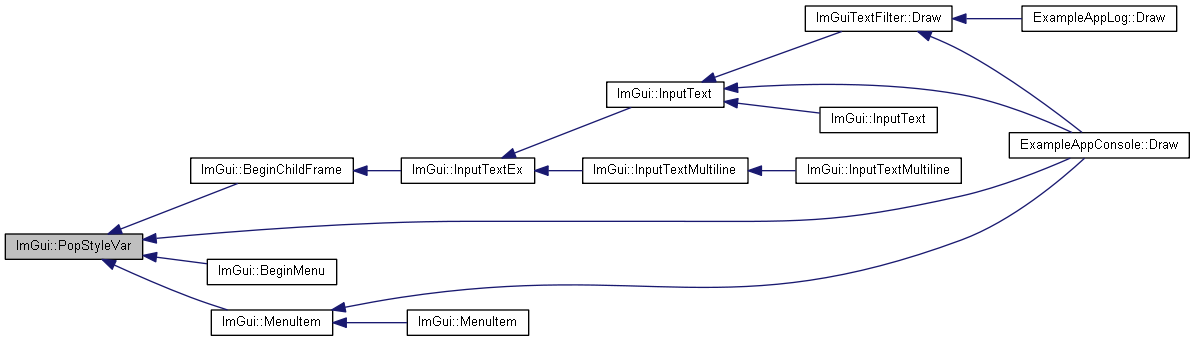 ImGuiTextFilter::Draw
ExampleAppLog::Draw
ImGui::InputText
ImGui::InputText
ExampleAppConsole::Draw
ImGui::BeginChildFrame
ImGui::InputTextEx
ImGui::InputTextMultiline
ImGui::InputTextMultiline
ImGui::PopStyleVar
ImGui::BeginMenu
ImGui::MenuItem
ImGui::MenuItem